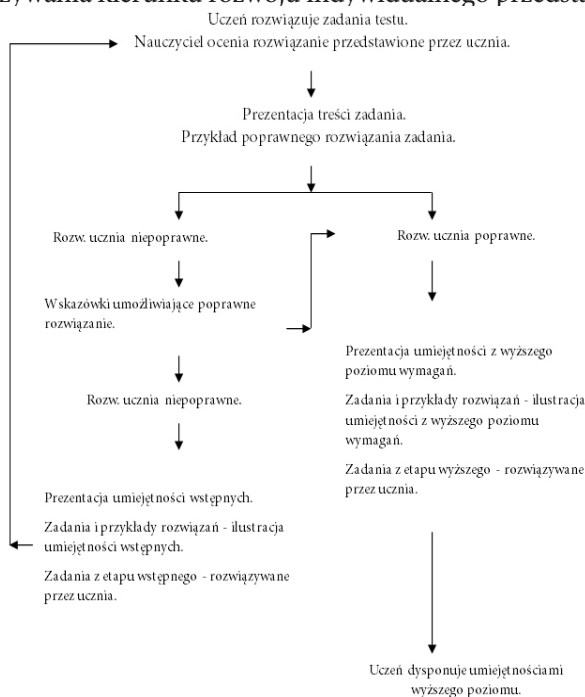 Uczeń rozwiązuje zadania testu.
Nauczyciel ocenia rozwiązanie przedstawione przez ucznia.
Prezentacja treści zadania.
Przykład poprawnego rozwiązania zadania.
Rozw. ucznia niepoprawne.
Rozw. ucznia poprawne.
Wskazówki umożliwiające poprawne
rozwiązanie.
Rozw. ucznia niepoprawne.
Prezentacja umiejętności z wyższego
poziomu wymagań.
Zadania i przykłady rozwiązań - ilustracja
umiejętności z wyższego poziomu
wymagań.
Zadania z etapu wyższego - rozwiązywane
przez ucznia.
Prezentacja umiejętności wstępnych.
Zadania i przykłady rozwiązań - ilustracja
umiejętności wstępnych.
Zadania z etapu wstępnego - rozwiązywane
przez ucznia.
Uczeń dysponuje umiejętnościami
wyższego poziomu.